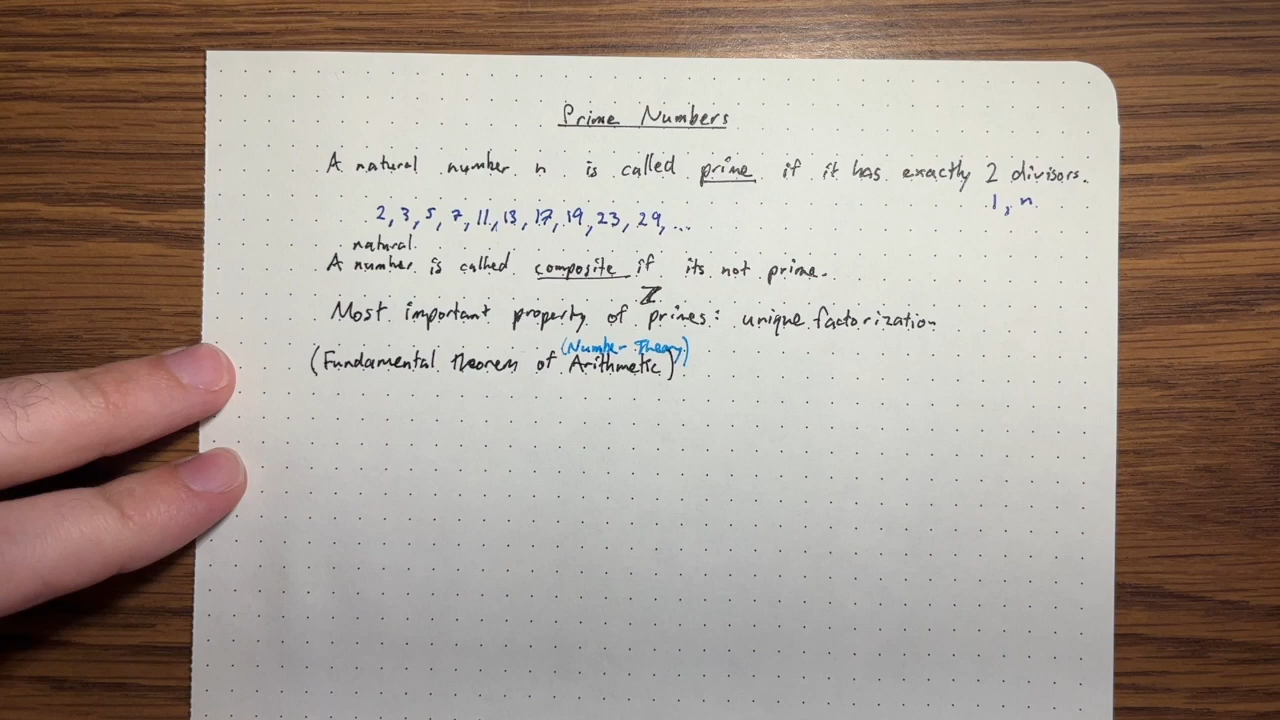 Prime Numbers
A natural number n is called prime if it has exactly 2 divisors.
1, n
2, 3, 5, 7, 11, 13, 17, 19, 23, 29, ...
natural
A number is called composite if its not prime.
ℤ
Most important property of primes: unique factorization
(Number Theory)
(Fundamental theorem of Arithmetic)